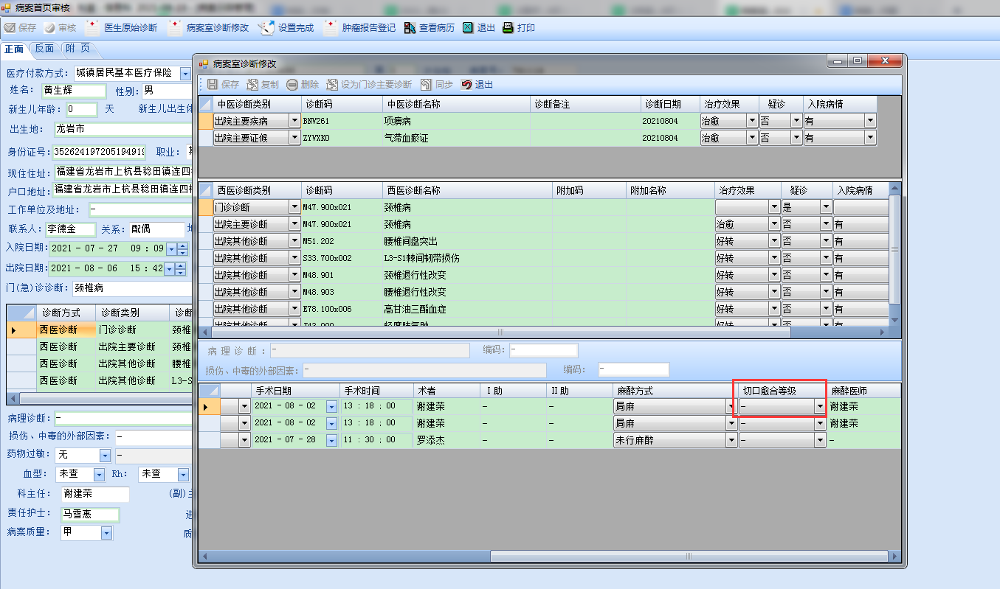 病案首页审核
保存 审核 医生原始诊断 病案室诊断修改 设置完成 肿瘤报告登记 查看病历 退出 打印
正面 反面 附 页
医疗付款方式: 城镇居民基本医疗保险
姓名: 黄生辉 性别: 男
新生儿年龄: 0 天 新生儿出生体
出生地: 龙岩市
身份证号: 352624197205194919 职业:
现住住址: 福建省龙岩市上杭县稔田镇连四
户口地址: 福建省龙岩市上杭县稔田镇连四
工作单位及地址: -
联系人: 李德金 关系: 配偶
入院日期: 2021 - 07 - 27 09 : 09
出院日期: 2021 - 08 - 06 15 : 42
门(急)诊诊断: 颈椎病
诊断方式 诊断类别 诊断
西医诊断 门诊诊断 颈椎
西医诊断 出院主要诊断 颈椎
西医诊断 出院其他诊断 腰椎
西医诊断 出院其他诊断 L3-S
病理诊断: -
损伤、中毒的外部因素: -
药物过敏: 无 -
血型: 未查 Rh: 未查
科主任: 谢建荣 (副)主
责任护士: 马雪惠 进
病案质量: 甲 质
病案室诊断修改
保存 复制 删除 设为门诊主要诊断 同步 退出
中医诊断类别 诊断码 中医诊断名称 诊断备注 诊断日期 治疗效果 疑诊 入院病情
出院主要疾病 BNV261 项痹病 20210804 治愈 否 有
出院主要证候 ZYVXK0 气滞血瘀证 20210804 治愈 否 有
西医诊断类别 诊断码 西医诊断名称 附加码 附加名称 治疗效果 疑诊 入院病情
门诊诊断 M47.900x021 颈椎病 是
出院主要诊断 M47.900x021 颈椎病 治愈 否 有
出院其他诊断 M51.202 腰椎间盘突出 好转 否 有
出院其他诊断 S33.700x002 L3-S1棘间韧带损伤 好转 否 有
出院其他诊断 M48.901 颈椎退行性改变 好转 否 有
出院其他诊断 M48.903 腰椎退行性改变 好转 否 有
出院其他诊断 E78.100x006 高甘油三酯血症 好转 否 有
出院其他诊断 J43.900 轻度肺气肿 好转 否 有
病 理 诊 断 : - 编码: -
损伤、中毒的外部因素: - 编码: -
手术日期 手术时间 术者 I 助 II 助 麻醉方式 切口愈合等级 麻醉医师
2021 - 08 - 02 13 : 18 : 00 谢建荣 - - 局麻 - 谢建荣
2021 - 08 - 02 13 : 18 : 00 谢建荣 - - 局麻 - 谢建荣
2021 - 07 - 28 11 : 30 : 00 罗添杰 - - 未行麻醉 - -